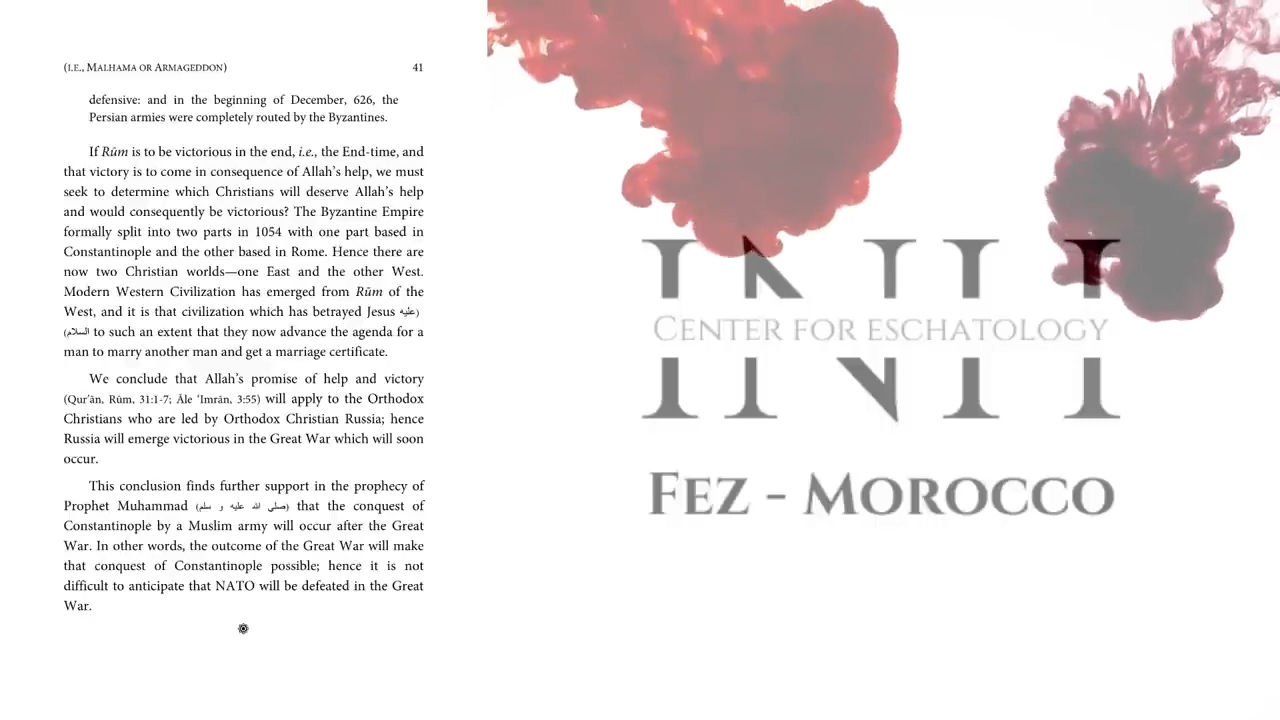 (I.E., MALHAMA OR ARMAGEDDON) 41
defensive: and in the beginning of December, 626, the
Persian armies were completely routed by the Byzantines.
If Rūm is to be victorious in the end, i.e., the End-time, and
that victory is to come in consequence of Allah’s help, we must
seek to determine which Christians will deserve Allah’s help
and would consequently be victorious? The Byzantine Empire
formally split into two parts in 1054 with one part based in
Constantinople and the other based in Rome. Hence there are
now two Christian worlds—one East and the other West.
Modern Western Civilization has emerged from Rūm of the
West, and it is that civilization which has betrayed Jesus (عليه
السلام) to such an extent that they now advance the agenda for a
man to marry another man and get a marriage certificate.
We conclude that Allah’s promise of help and victory
(Qur’ān, Rūm, 31:1-7; Āle ‘Imrān, 3:55) will apply to the Orthodox
Christians who are led by Orthodox Christian Russia; hence
Russia will emerge victorious in the Great War which will soon
occur.
This conclusion finds further support in the prophecy of
Prophet Muhammad (صلي الله عليه و سلم) that the conquest of
Constantinople by a Muslim army will occur after the Great
War. In other words, the outcome of the Great War will make
that conquest of Constantinople possible; hence it is not
difficult to anticipate that NATO will be defeated in the Great
War.
INH
CENTER FOR ESCHATOLOGY
FEZ - MOROCCO